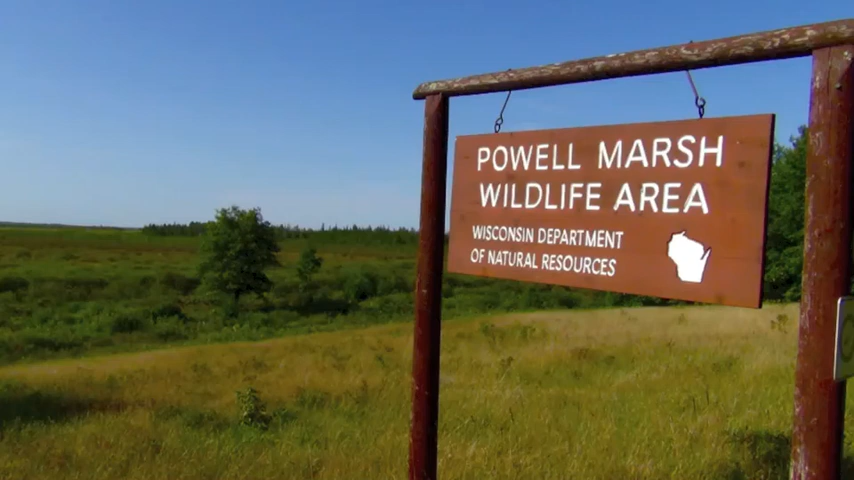 POWELL MARSH
WILDLIFE AREA
WISCONSIN DEPARTMENT
OF NATURAL RESOURCES